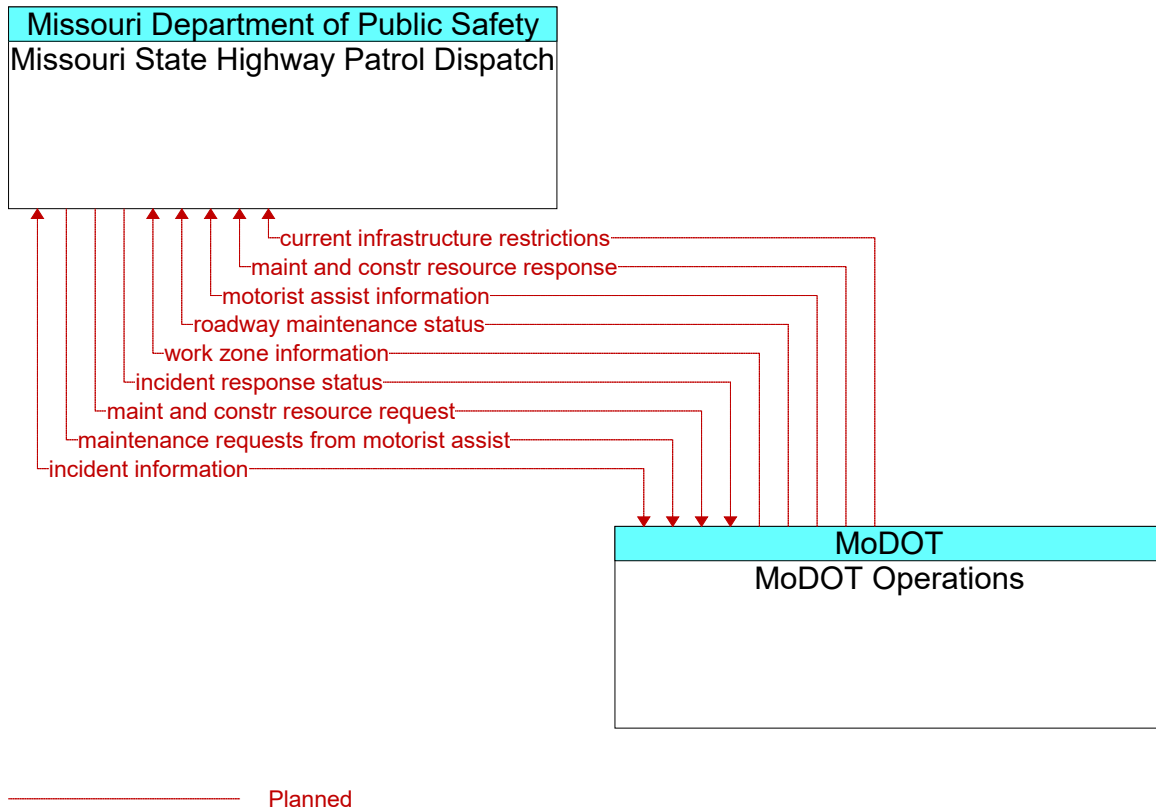 Missouri Department of Public Safety
Missouri State Highway Patrol Dispatch
current infrastructure restrictions
maint and constr resource response
motorist assist information
roadway maintenance status
work zone information
incident response status
maint and constr resource request
maintenance requests from motorist assist
incident information
MoDOT
MoDOT Operations
Planned